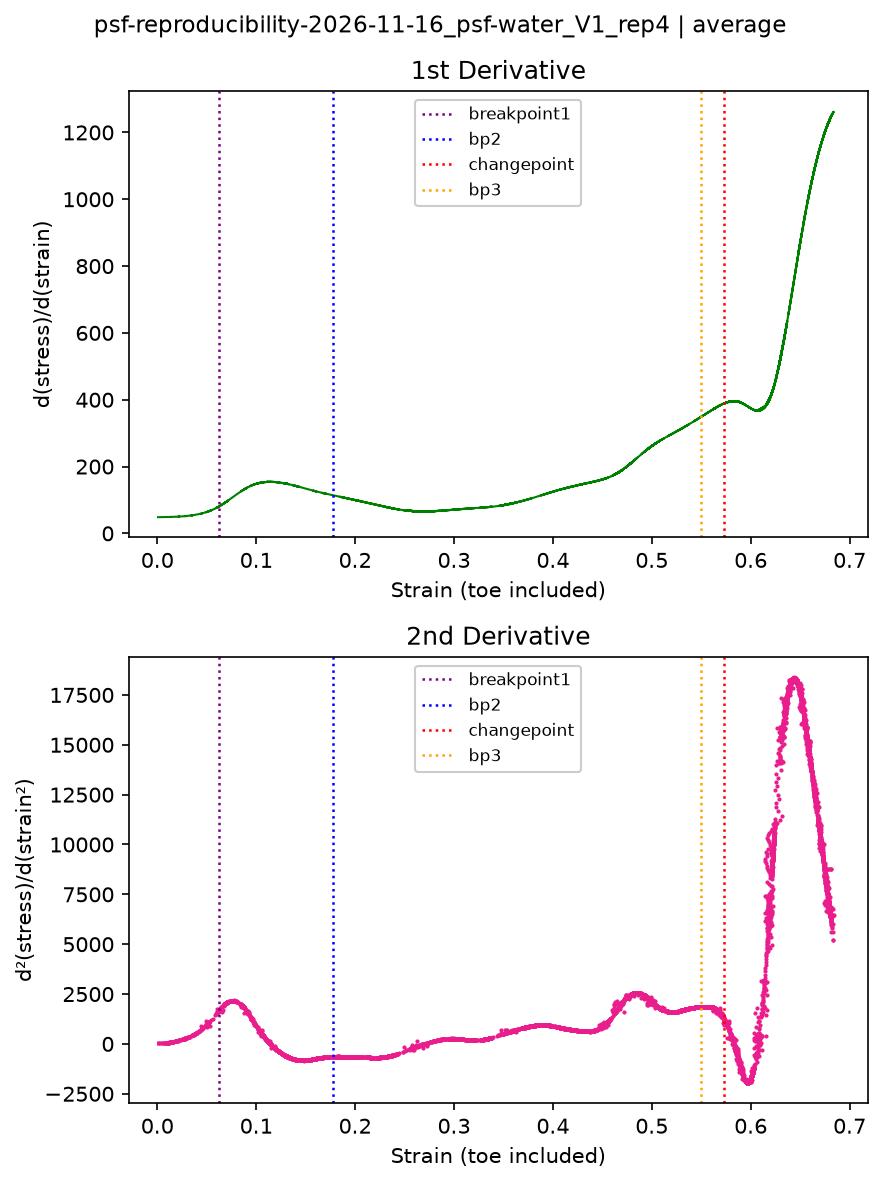 psf-reproducibility-2026-11-16_psf-water_V1_rep4 | average
1st Derivative
breakpoint1
bp2
changepoint
bp3
1200
1000
800
600
400
200
0
d(stress)/d(strain)
0.0 0.1 0.2 0.3 0.4 0.5 0.6 0.7
Strain (toe included)
2nd Derivative
breakpoint1
bp2
changepoint
bp3
17500
15000
12500
10000
7500
5000
2500
0
−2500
d²(stress)/d(strain²)
0.0 0.1 0.2 0.3 0.4 0.5 0.6 0.7
Strain (toe included)